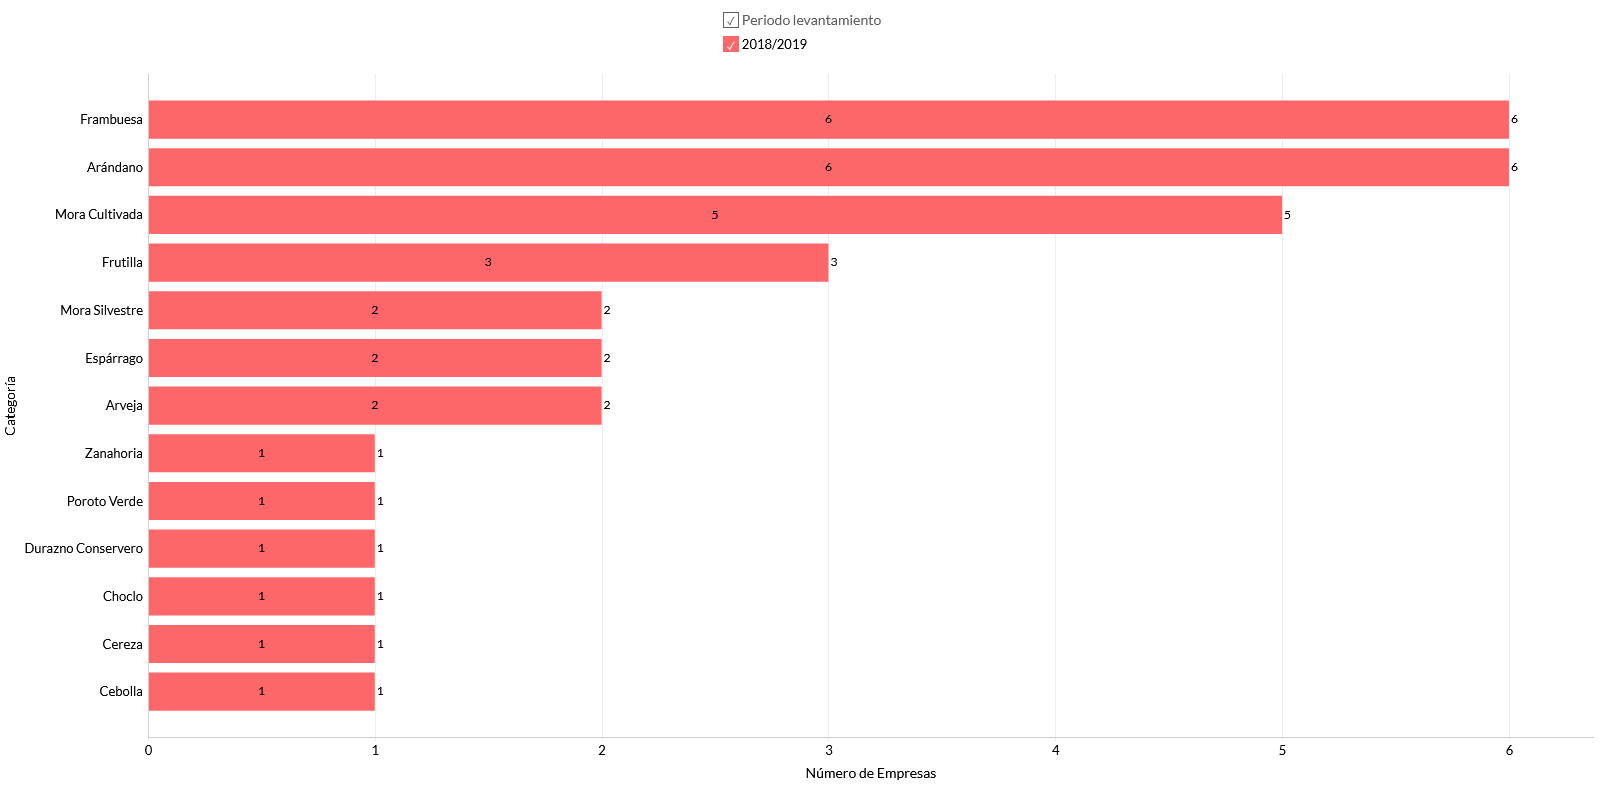 Periodo levantamiento
2018/2019
Categoría
Frambuesa 6 6
Arándano 6 6
Mora Cultivada 5 5
Frutilla 3 3
Mora Silvestre 2 2
Espárrago 2 2
Arveja 2 2
Zanahoria 1 1
Poroto Verde 1 1
Durazno Conservero 1 1
Choclo 1 1
Cereza 1 1
Cebolla 1 1
0 1 2 3 4 5 6
Número de Empresas